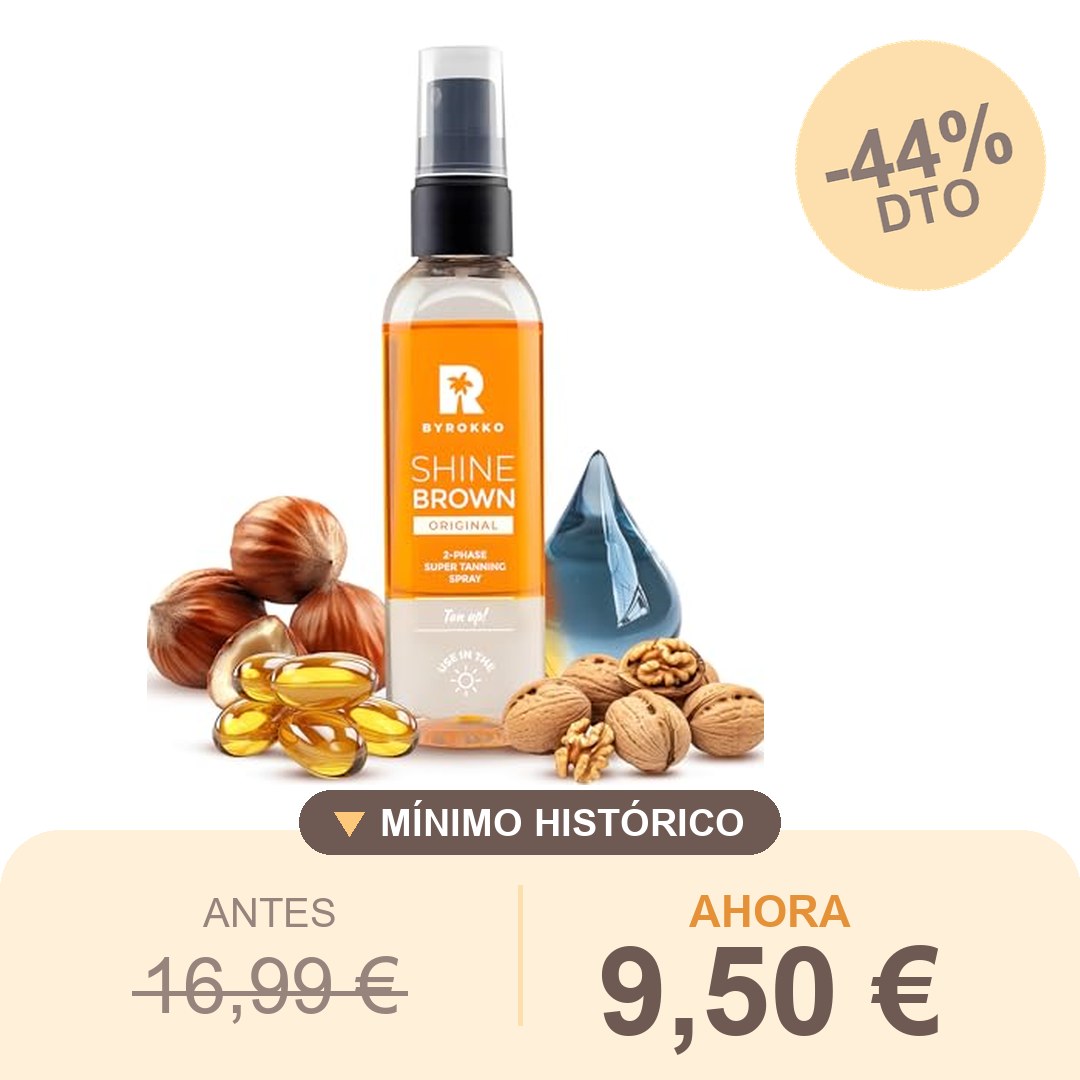 -44%
DTO
R
BYROKKO
SHINE
BROWN
ORIGINAL
2-PHASE
SUPER TANNING
SPRAY
Tan up!
USE IN THE
▼ MÍNIMO HISTÓRICO
ANTES
16,99 €
AHORA
9,50 €